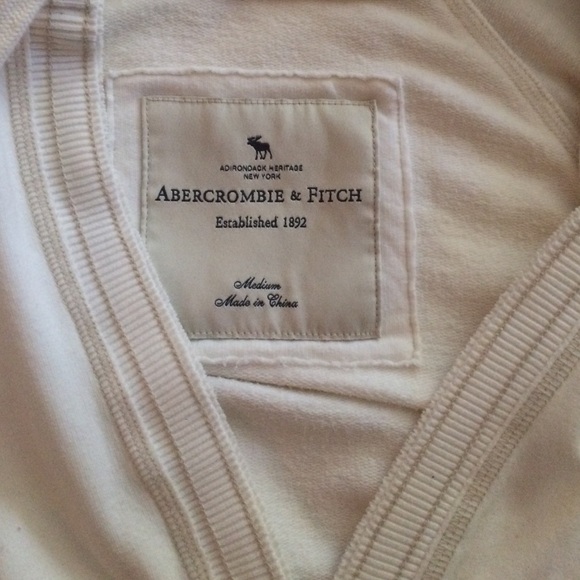 ADIRONDACK HERITAGE
NEW YORK
ABERCROMBIE & FITCH
Established 1892
Medium
Made in China